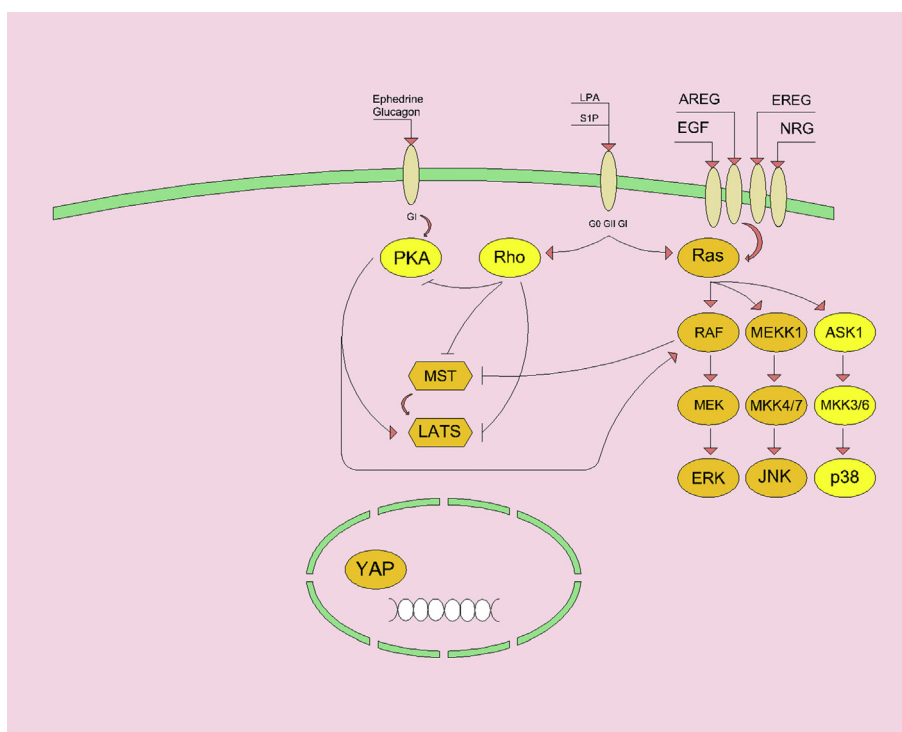 Ephedrine
Glucagon
LPA
S1P
AREG
EREG
EGF
NRG
GI
G0 GII GI
PKA
Rho
Ras
RAF
MEKK1
ASK1
MST
MEK
MKK4/7
MKK3/6
LATS
ERK
JNK
p38
YAP